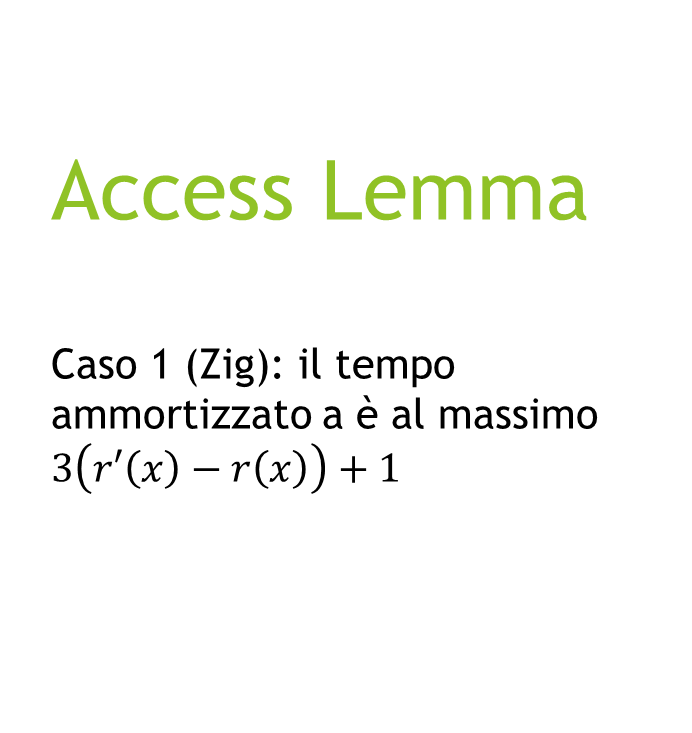 Access Lemma
Caso 1 (Zig): il tempo
ammortizzato a è al massimo
3(r′(x) − r(x)) + 1